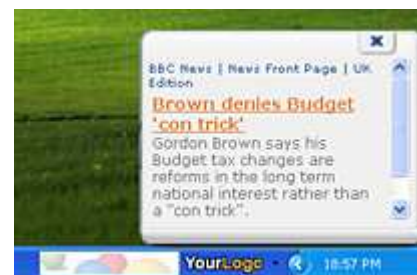 BBC News | News Front Page | UK
Edition
Brown denies Budget
'con trick'
Gordon Brown says his
Budget tax changes are
reforms in the long term
national interest rather than
a "con trick".
YourLogo
10:57 PM